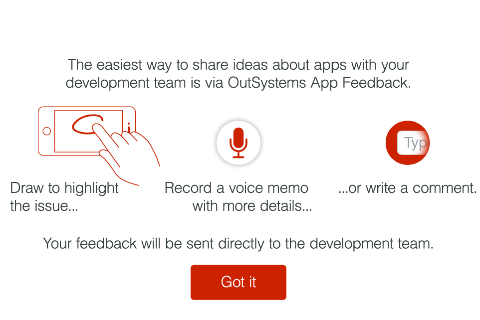 The easiest way to share ideas about apps with your
development team is via OutSystems App Feedback.
Draw to highlight
the issue...
Record a voice memo
with more details...
Typ
...or write a comment.
Your feedback will be sent directly to the development team.
Got it